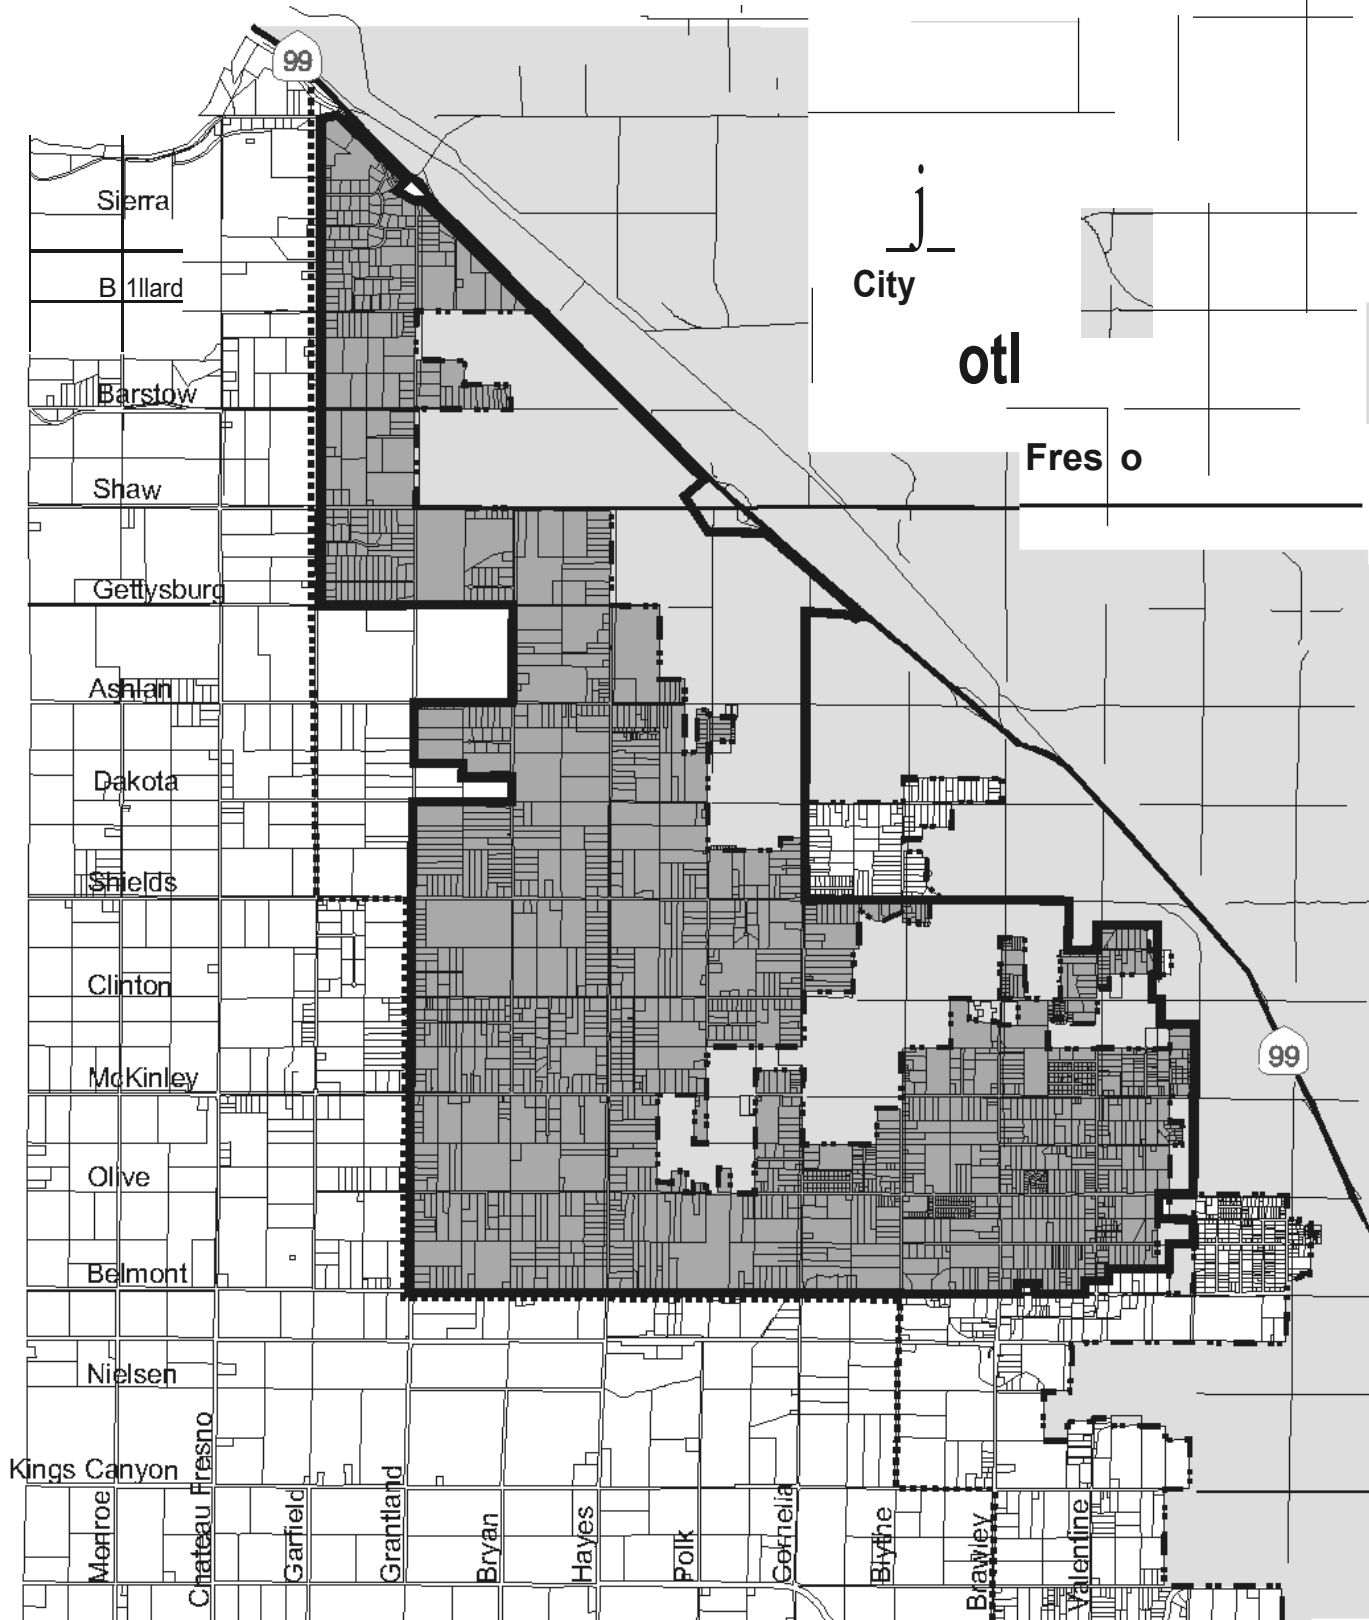 99
Sierra
j
City
B 1llard
otl
Barstow
Fres o
Shaw
Gettysburg
Ashlan
Dakota
Shields
Clinton
99
McKinley
Olive
Belmont
Nielsen
Kings Canyon
Monroe
Chateau Fresno
Garfield
Grantland
Bryan
Hayes
Polk
Cornelia
Blythe
Brawley
Valentine